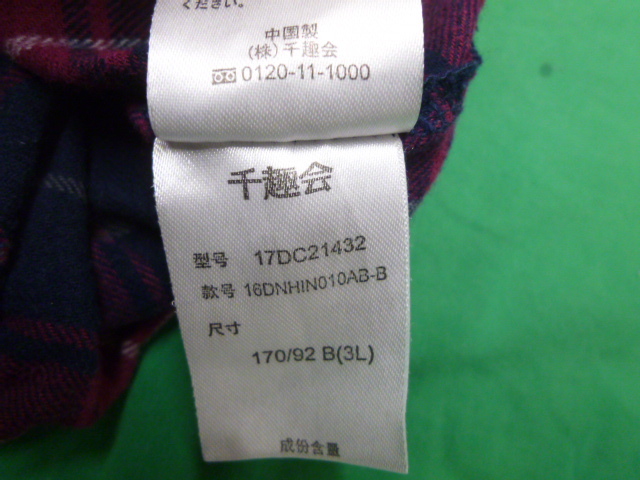 ください。
中国製
(株)千趣会
0120-11-1000
千趣会
型号 17DC21432
款号 16DNHIN010AB-B
尺寸
170/92 B(3L)
成份含量